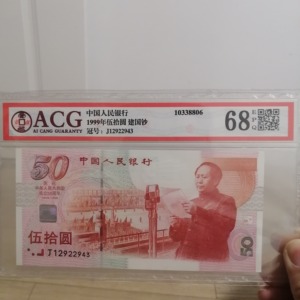 ACG
AI CANG GUARANTY
中国人民银行
1999年伍拾圆 建国钞
冠号: J12922943
10338806
68 E
P
Q
50
中国人民银行
伍拾圆
J12922943
50